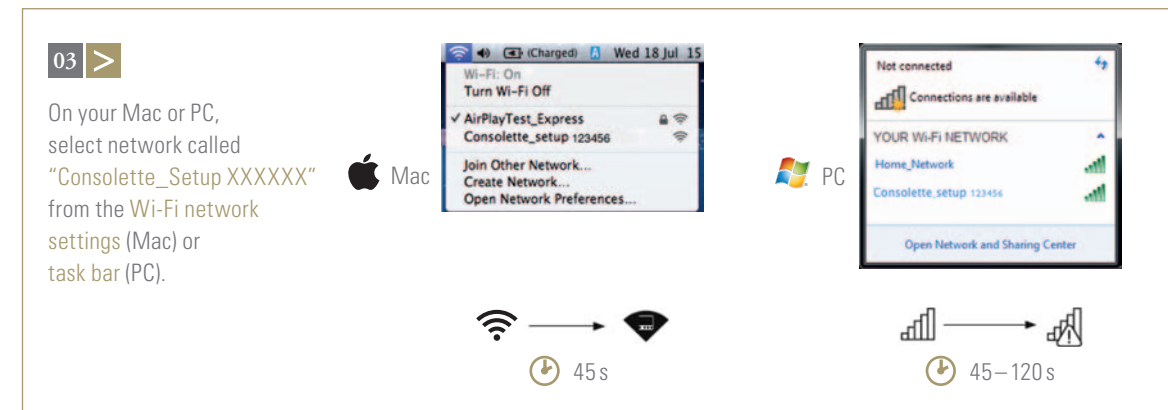 03 >
On your Mac or PC,
select network called
“Consolette_Setup XXXXXX”
from the Wi-Fi network
settings (Mac) or
task bar (PC).
Mac
(Charged) Wed 18 Jul 15
Wi-Fi: On
Turn Wi-Fi Off
✓ AirPlayTest_Express
Consolette_setup 123456
Join Other Network...
Create Network...
Open Network Preferences...
45 s
PC
Not connected
Connections are available
YOUR Wi-Fi NETWORK
Home_Network
Consolette_setup 123456
Open Network and Sharing Center
45–120 s